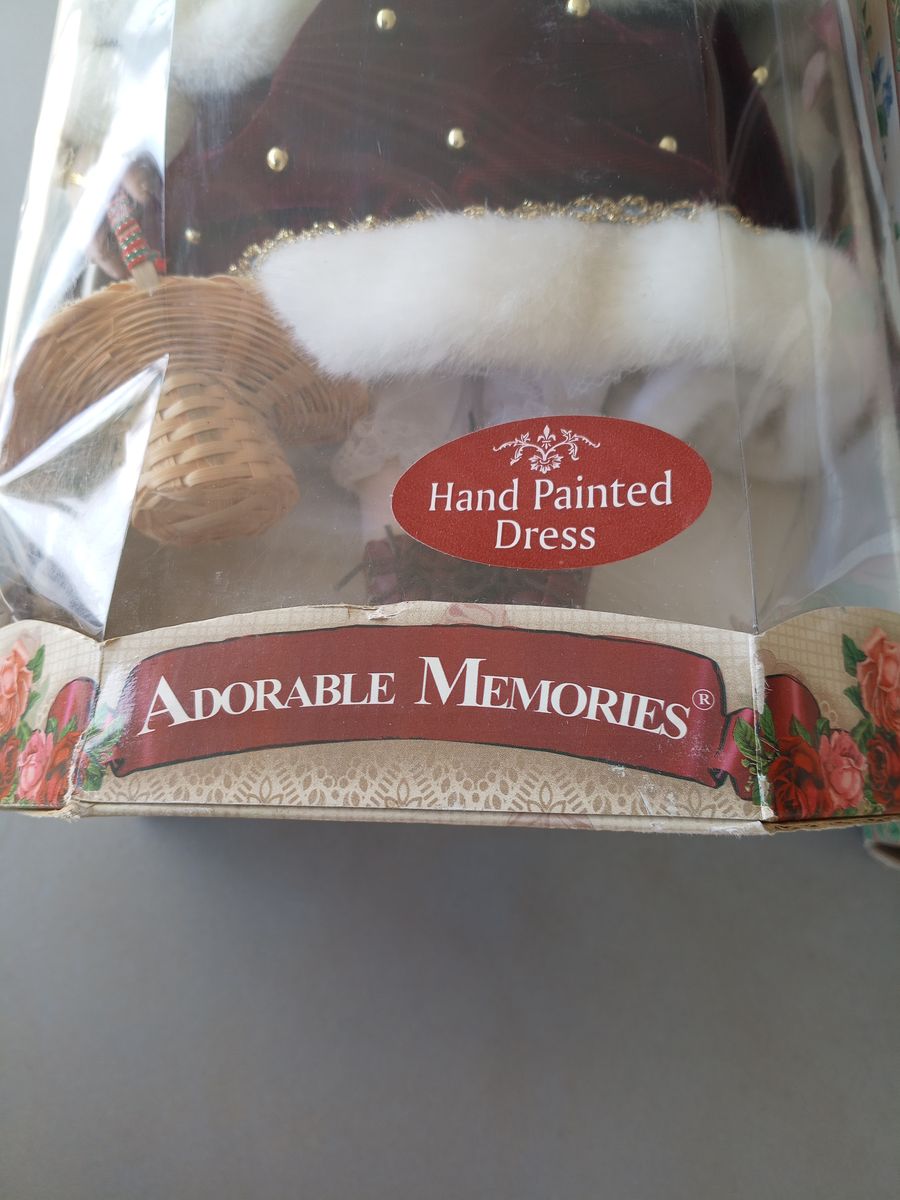 Hand Painted
Dress
ADORABLE MEMORIES®